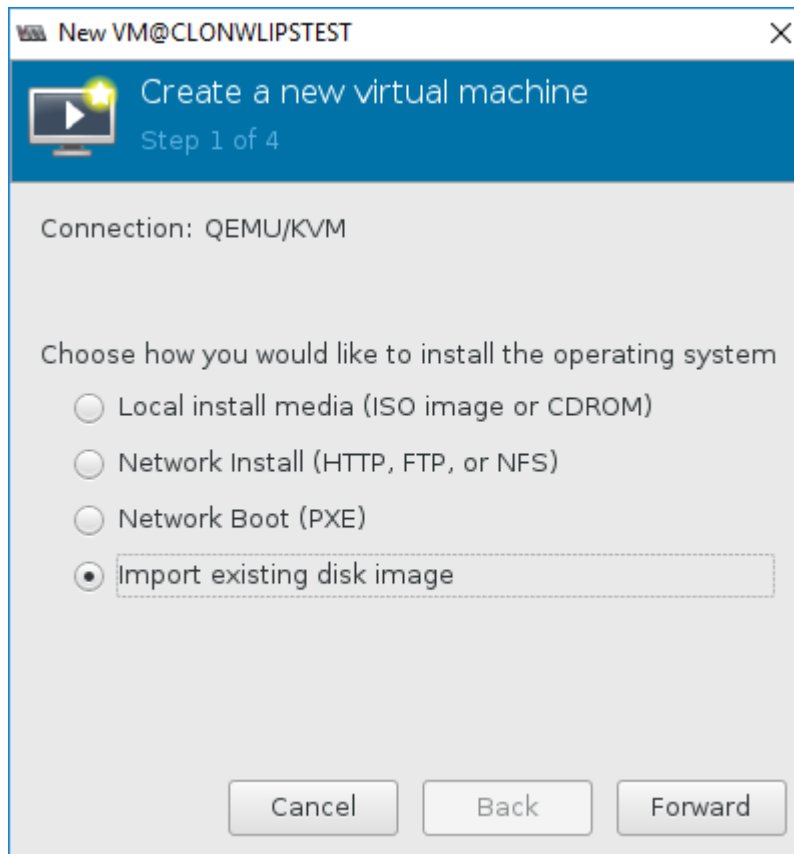 New VM@CLONWLIPSTEST
Create a new virtual machine
Step 1 of 4
Connection: QEMU/KVM
Choose how you would like to install the operating system
Local install media (ISO image or CDROM)
Network Install (HTTP, FTP, or NFS)
Network Boot (PXE)
Import existing disk image
Cancel
Back
Forward